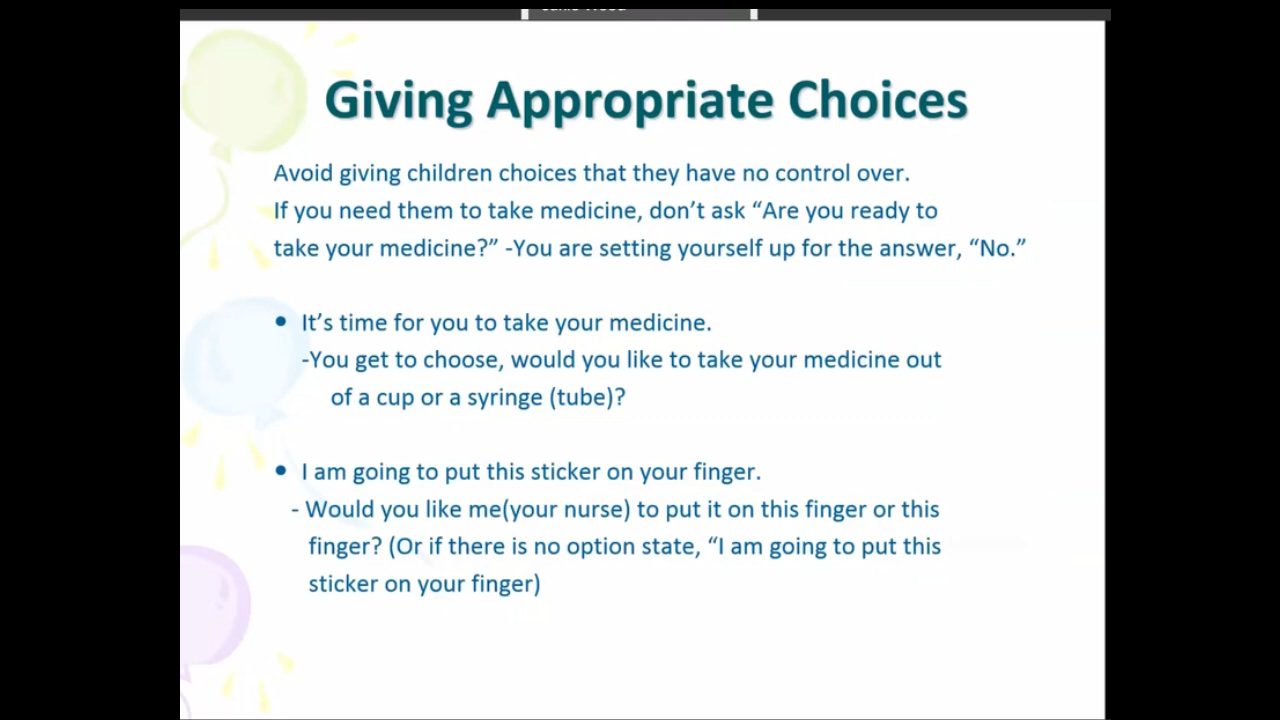 Giving Appropriate Choices
Avoid giving children choices that they have no control over.
If you need them to take medicine, don’t ask “Are you ready to
take your medicine?” -You are setting yourself up for the answer, “No.”
• It’s time for you to take your medicine.
-You get to choose, would you like to take your medicine out
of a cup or a syringe (tube)?
• I am going to put this sticker on your finger.
- Would you like me(your nurse) to put it on this finger or this
finger? (Or if there is no option state, “I am going to put this
sticker on your finger)